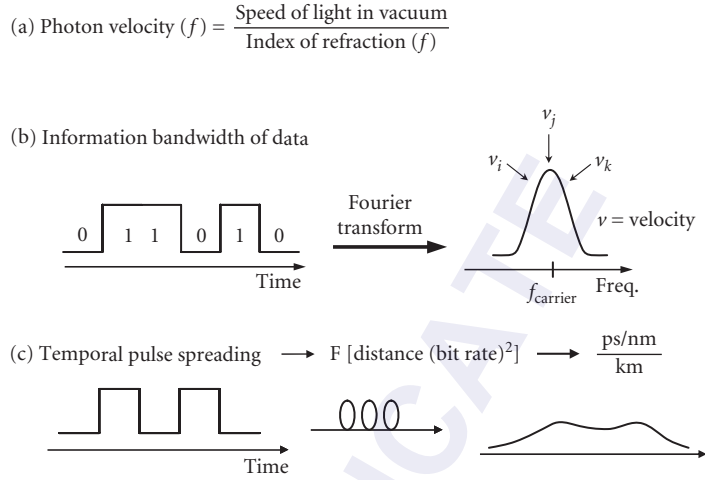 (a) Photon velocity (f) = Speed of light in vacuum / Index of refraction (f)
(b) Information bandwidth of data
v_j
v_i
v_k
0 1 1 0 1 0
Fourier
transform
v = velocity
Time
f_carrier
Freq.
(c) Temporal pulse spreading → F [distance (bit rate)²] → ps/nm / km
Time